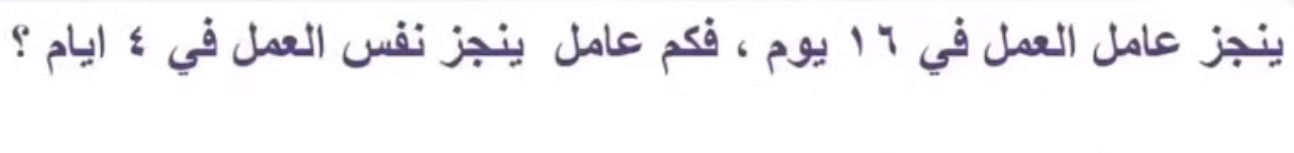 ينجز عامل العمل في ١٦ يوم ، فكم عامل ينجز نفس العمل في ٤ ايام ؟